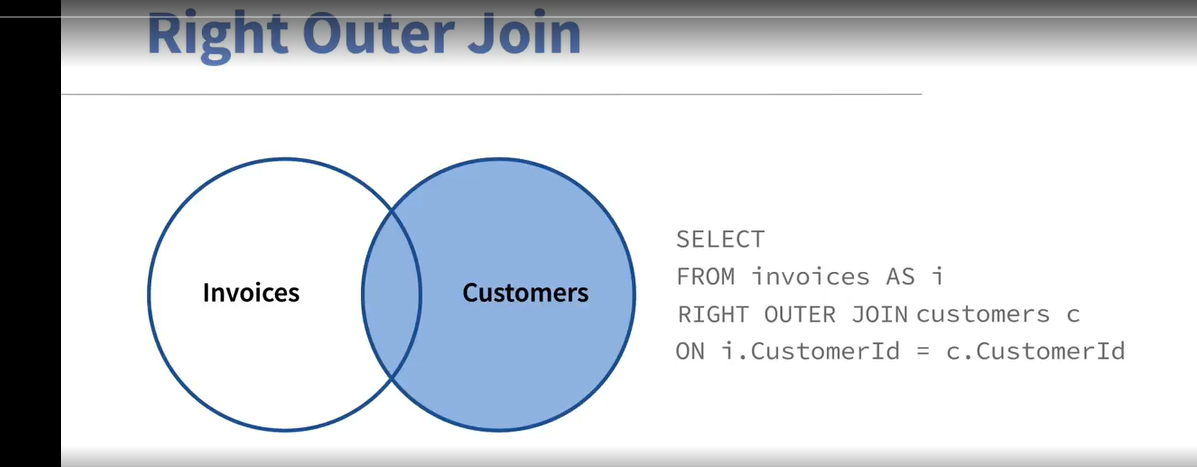 Right Outer Join
Invoices
Customers
SELECT
FROM invoices AS i
RIGHT OUTER JOIN customers c
ON i.CustomerId = c.CustomerId